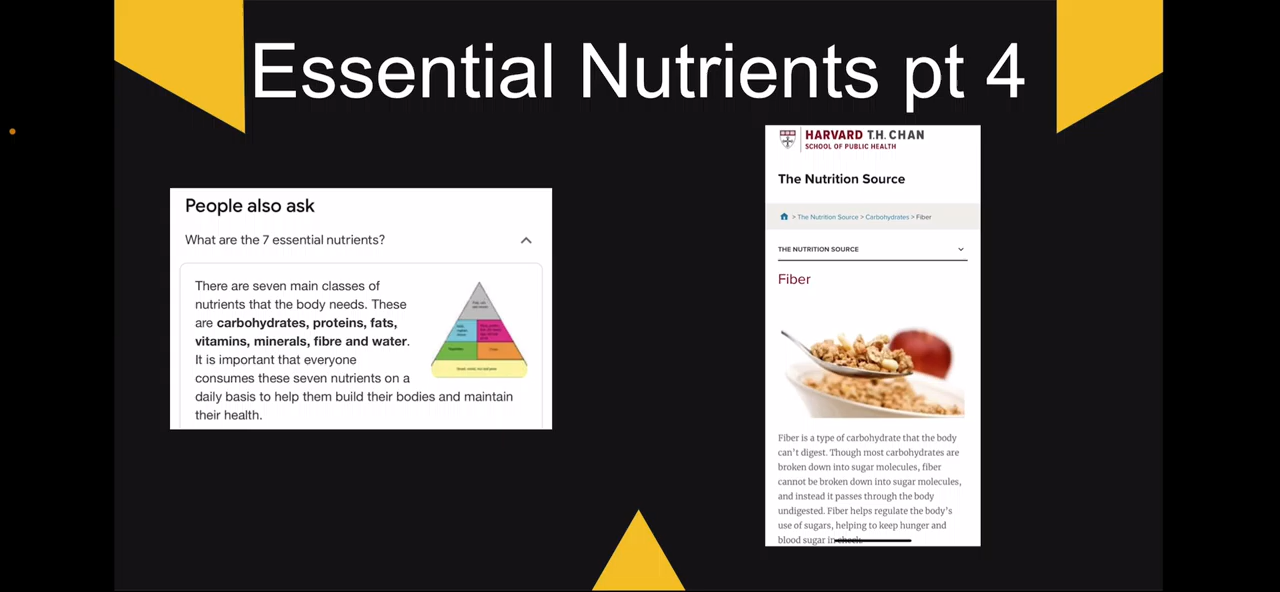 Essential Nutrients pt 4
People also ask
What are the 7 essential nutrients?
There are seven main classes of
nutrients that the body needs. These
are carbohydrates, proteins, fats,
vitamins, minerals, fibre and water.
It is important that everyone
consumes these seven nutrients on a
daily basis to help them build their bodies and maintain
their health.
HARVARD T.H. CHAN
SCHOOL OF PUBLIC HEALTH
The Nutrition Source
> The Nutrition Source > Carbohydrates > Fiber
THE NUTRITION SOURCE
Fiber
Fiber is a type of carbohydrate that the body
can't digest. Though most carbohydrates are
broken down into sugar molecules, fiber
cannot be broken down into sugar molecules,
and instead it passes through the body
undigested. Fiber helps regulate the body's
use of sugars, helping to keep hunger and
blood sugar in check.